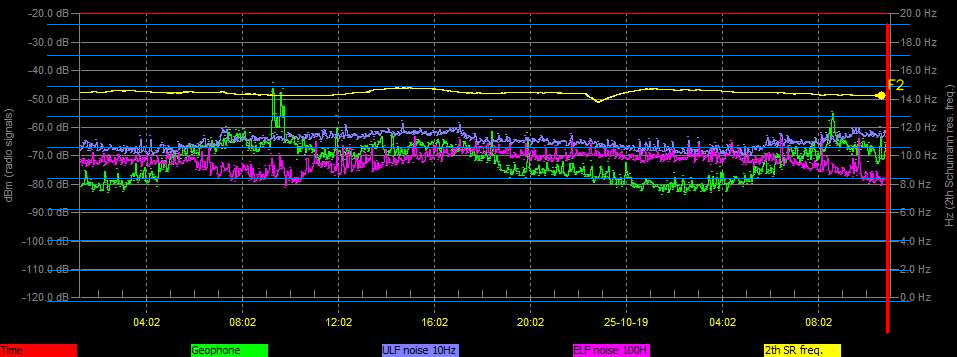 -20.0 dB 20.0 Hz
-30.0 dB 18.0 Hz
-40.0 dB 16.0 Hz
F2
-50.0 dB 14.0 Hz
-60.0 dB 12.0 Hz
-70.0 dB 10.0 Hz
-80.0 dB 8.0 Hz
-90.0 dB 6.0 Hz
-100.0 dB 4.0 Hz
-110.0 dB 2.0 Hz
-120.0 dB 0.0 Hz
dBm (radio signals)
Hz (2th Schumann res. freq.)
04:02 08:02 12:02 16:02 20:02 25-10-19 04:02 08:02
Time Geophone ULF noise 10Hz ELF noise 100H 2th SR freq.